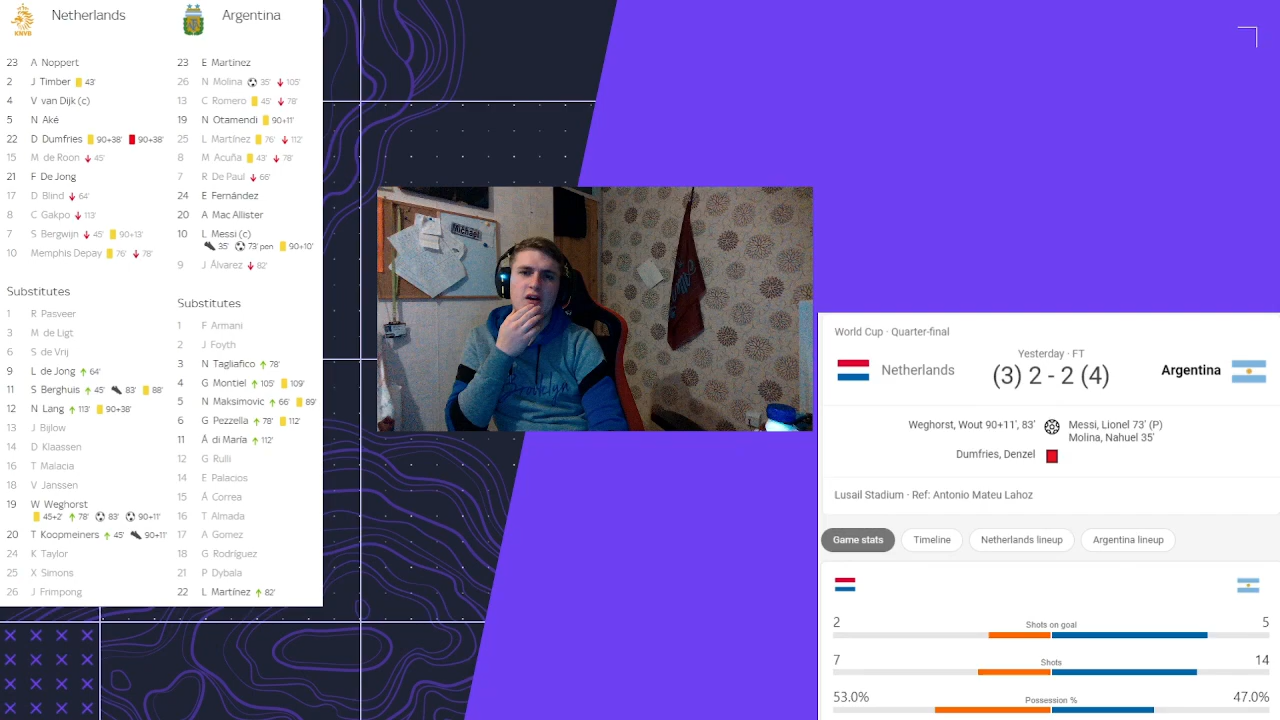 KNVB
Netherlands
23 A Noppert
2 J Timber 43'
4 V van Dijk (c)
5 N Aké
22 D Dumfries 90+38' 90+38'
15 M de Roon 45'
21 F De Jong
17 D Blind 64'
8 C Gakpo 113'
7 S Bergwijn 45' 90+13'
10 Memphis Depay 76' 78'
Substitutes
1 R Pasveer
3 M de Ligt
6 S de Vrij
9 L de Jong 64'
11 S Berghuis 45' 83' 88'
12 N Lang 113' 90+38'
13 J Bijlow
14 D Klaassen
16 T Malacia
18 V Janssen
19 W Weghorst
45+2' 78' 83' 90+11'
20 T Koopmeiners 45' 90+11'
24 K Taylor
25 X Simons
26 J Frimpong
Argentina
23 E Martínez
26 N Molina 35' 105'
13 C Romero 45' 78'
19 N Otamendi 90+11'
25 L Martínez 76' 112'
8 M Acuña 43' 78'
7 R De Paul 66'
24 E Fernández
20 A Mac Allister
10 L Messi (c)
35' 73' pen 90+10'
9 J Álvarez 82'
Substitutes
1 F Armani
2 J Foyth
3 N Tagliafico 78'
4 G Montiel 105' 109'
5 N Maksimovic 66' 89'
6 G Pezzella 78' 112'
11 Á di María 112'
12 G Rulli
14 E Palacios
15 Á Correa
16 T Almada
17 A Gomez
18 G Rodríguez
21 P Dybala
22 L Martínez 82'
Michael
Brooklyn
World Cup · Quarter-final
Yesterday · FT
Netherlands (3) 2 - 2 (4) Argentina
Weghorst, Wout 90+11', 83' Messi, Lionel 73' (P)
Molina, Nahuel 35'
Dumfries, Denzel
Lusail Stadium · Ref: Antonio Mateu Lahoz
Game stats Timeline Netherlands lineup Argentina lineup
2 Shots on goal 5
7 Shots 14
53.0% Possession % 47.0%